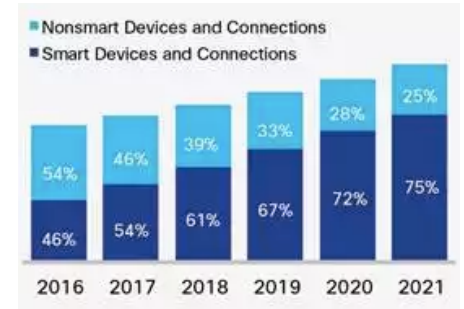 Nonsmart Devices and Connections
Smart Devices and Connections
54% 46% 39% 33% 28% 25%
46% 54% 61% 67% 72% 75%
2016 2017 2018 2019 2020 2021